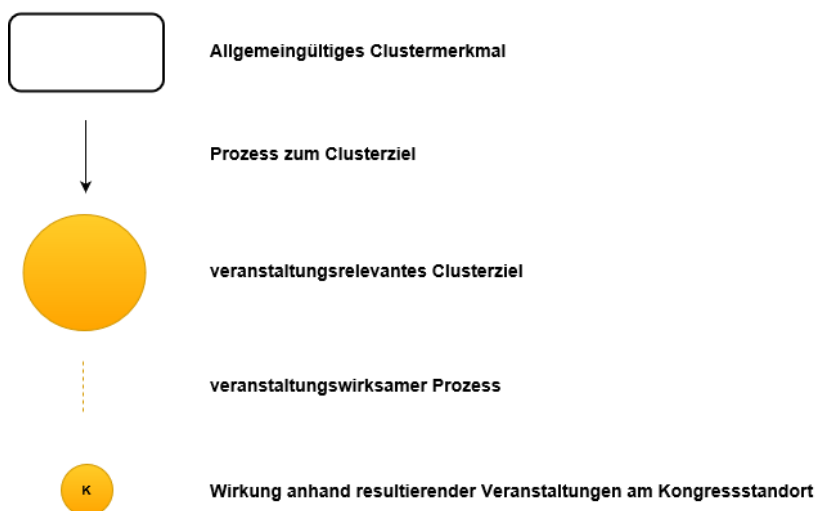 Allgemeingültiges Clustermerkmal
Prozess zum Clusterziel
veranstaltungsrelevantes Clusterziel
veranstaltungswirksamer Prozess
K
Wirkung anhand resultierender Veranstaltungen am Kongressstandort